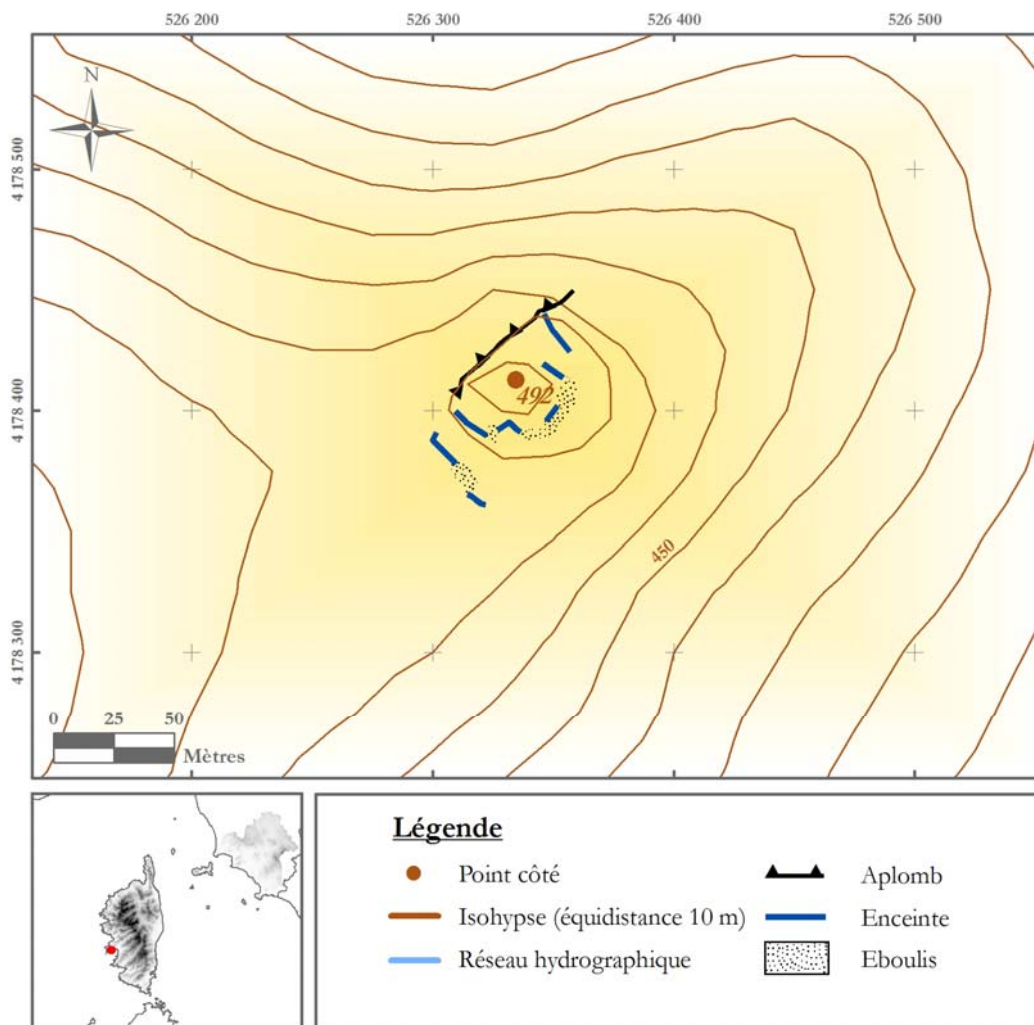 526 200 526 300 526 400 526 500
N
4 178 500
4 178 400
492
450
4 178 300
0 25 50
Mètres
Légende
Point côté
Aplomb
Isohypse (équidistance 10 m)
Enceinte
Réseau hydrographique
Eboulis